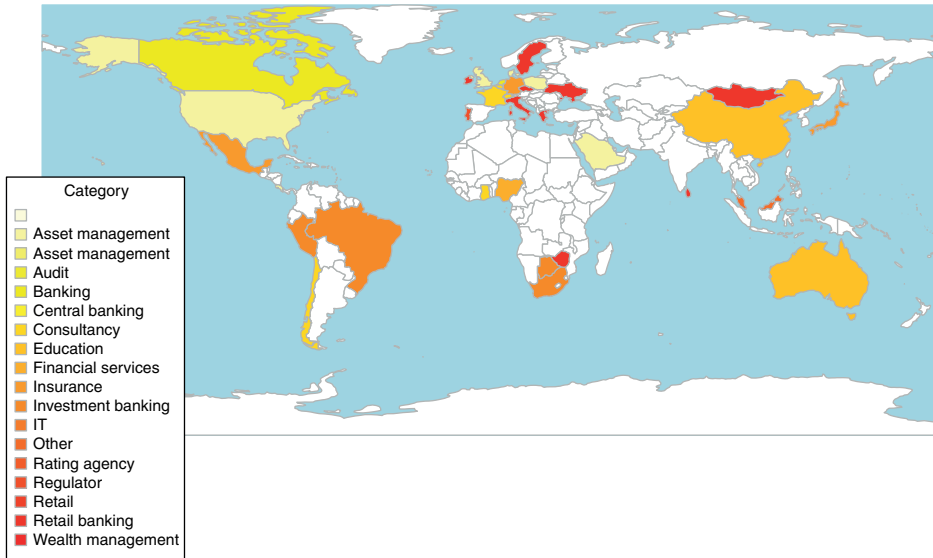 Category
Asset management
Asset management
Audit
Banking
Central banking
Consultancy
Education
Financial services
Insurance
Investment banking
IT
Other
Rating agency
Regulator
Retail
Retail banking
Wealth management